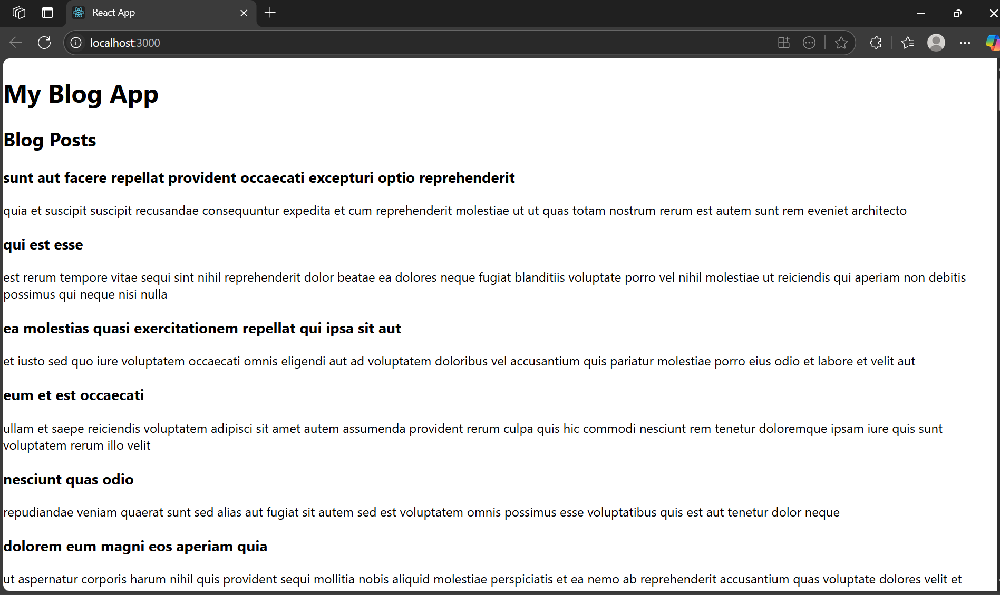 React App
localhost:3000
My Blog App
Blog Posts
sunt aut facere repellat provident occaecati excepturi optio reprehenderit
quia et suscipit suscipit recusandae consequuntur expedita et cum reprehenderit molestiae ut ut quas totam nostrum rerum est autem sunt rem eveniet architecto
qui est esse
est rerum tempore vitae sequi sint nihil reprehenderit dolor beatae ea dolores neque fugiat blanditiis voluptate porro vel nihil molestiae ut reiciendis qui aperiam non debitis
possimus qui neque nisi nulla
ea molestias quasi exercitationem repellat qui ipsa sit aut
et iusto sed quo iure voluptatem occaecati omnis eligendi aut ad voluptatem doloribus vel accusantium quis pariatur molestiae porro eius odio et labore et velit aut
eum et est occaecati
ullam et saepe reiciendis voluptatem adipisci sit amet autem assumenda provident rerum culpa quis hic commodi nesciunt rem tenetur doloremque ipsam iure quis sunt
voluptatem rerum illo velit
nesciunt quas odio
repudiandae veniam quaerat sunt sed alias aut fugiat sit autem sed est voluptatem omnis possimus esse voluptatibus quis est aut tenetur dolor neque
dolorem eum magni eos aperiam quia
ut aspernatur corporis harum nihil quis provident sequi mollitia nobis aliquid molestiae perspiciatis et ea nemo ab reprehenderit accusantium quas voluptate dolores velit et